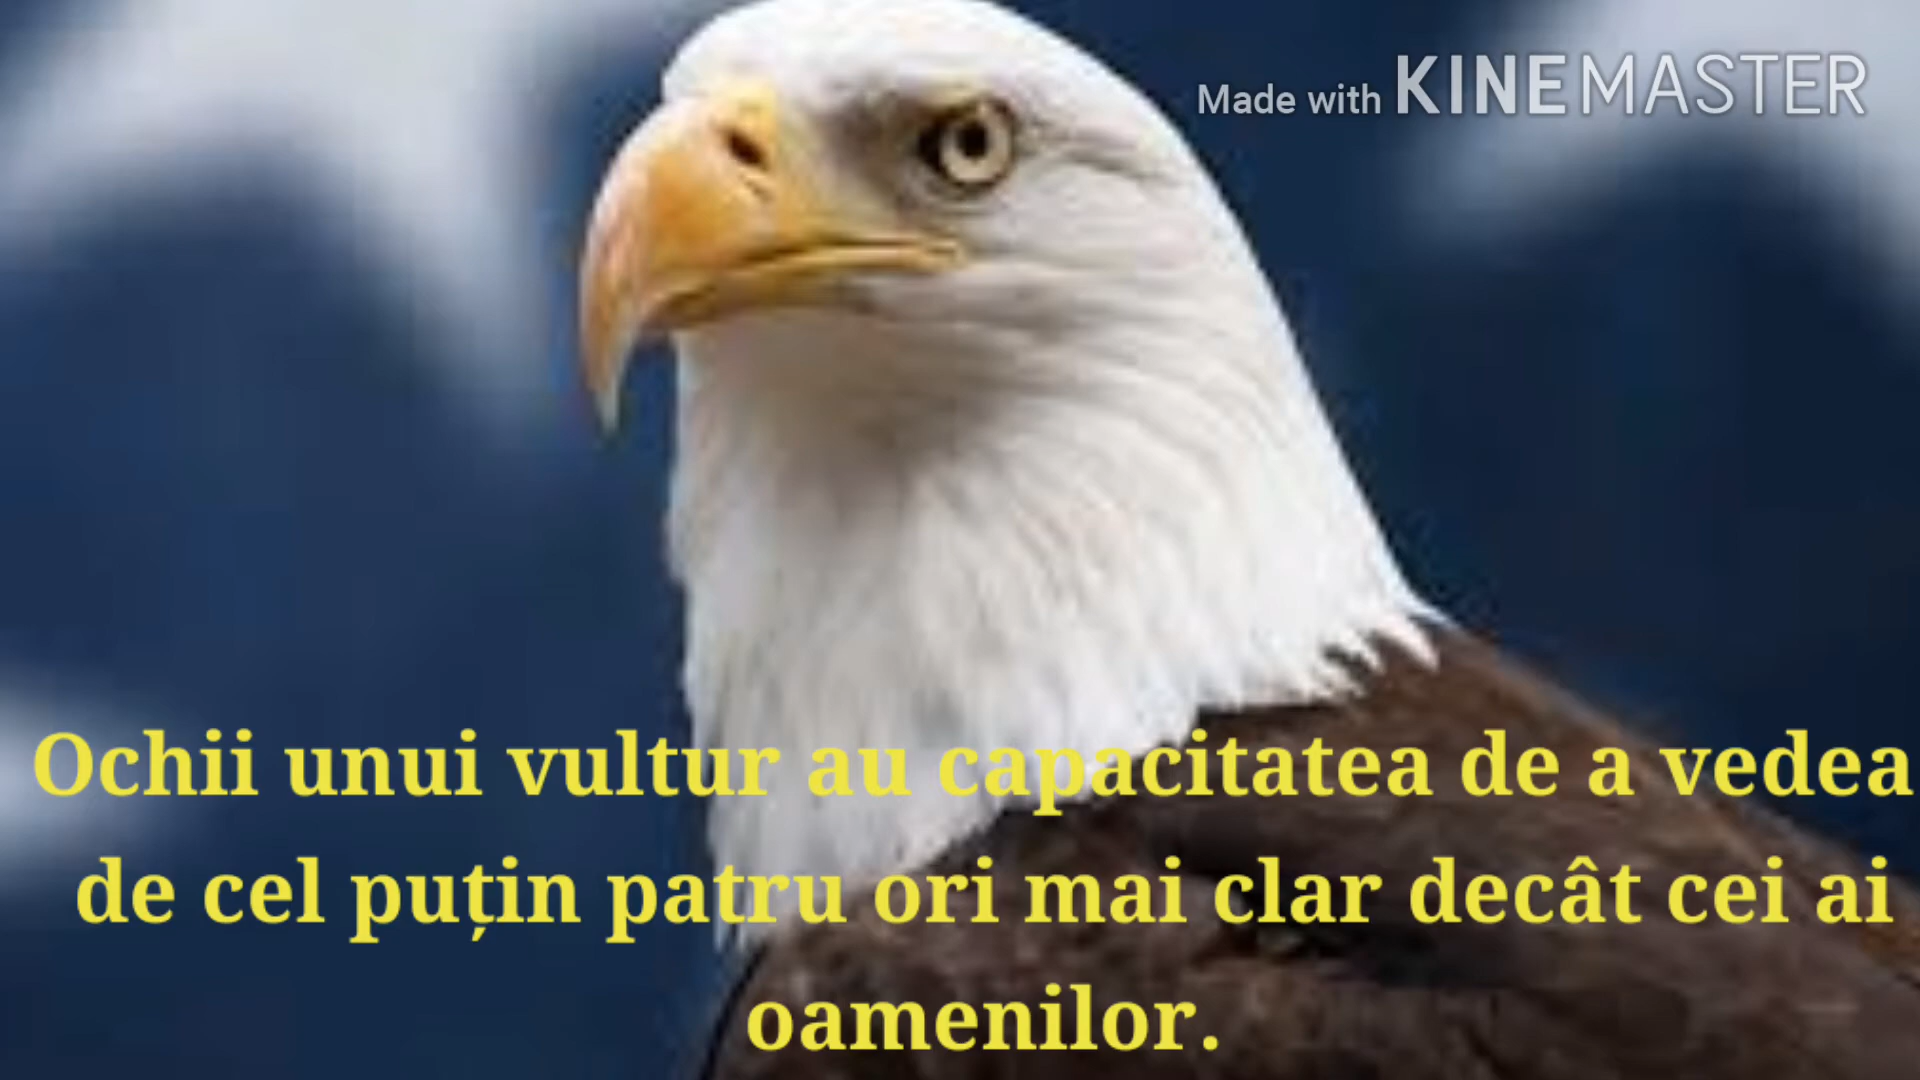 Made with KINEMASTER
Ochii unui vultur au capacitatea de a vedea
de cel puțin patru ori mai clar decât cei ai
oamenilor.